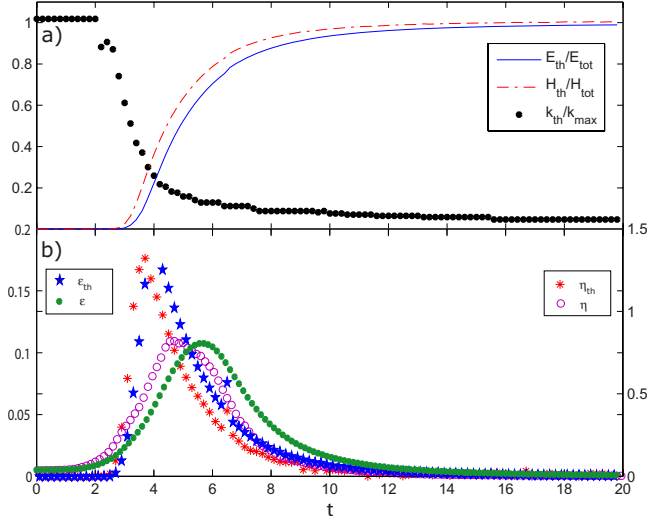 1
a)
0.8
0.6
0.4
0.2
E_th/E_tot
H_th/H_tot
k_th/k_max
0.2
1.5
b)
ε_th
ε
η_th
η
0.15
1
0.1
0.5
0.05
0
0
0 2 4 6 8 10 12 14 16 18 20
t